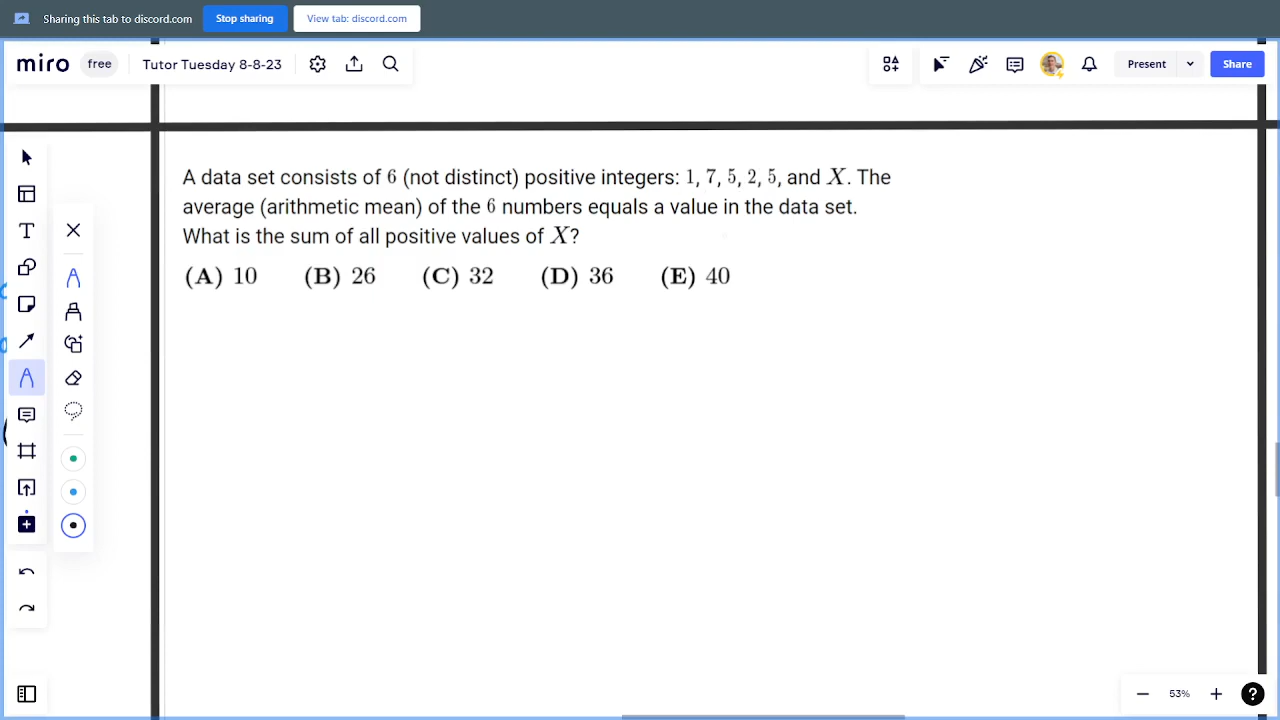 Sharing this tab to discord.com Stop sharing View tab: discord.com
miro free Tutor Tuesday 8-8-23 Present Share
A data set consists of 6 (not distinct) positive integers: 1, 7, 5, 2, 5, and X. The
average (arithmetic mean) of the 6 numbers equals a value in the data set.
What is the sum of all positive values of X?
(A) 10 (B) 26 (C) 32 (D) 36 (E) 40
53%